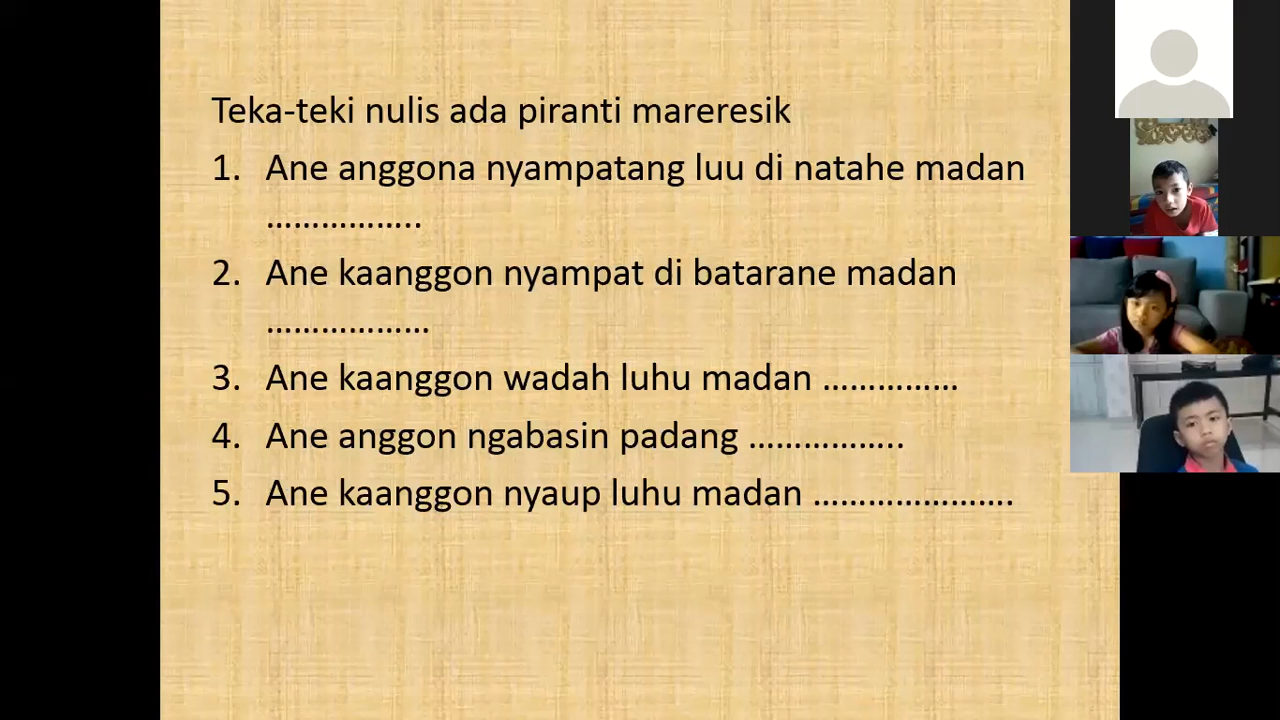 Teka-teki nulis ada piranti mareresik
1. Ane anggona nyampatang luu di natahe madan
……………..
2. Ane kaanggon nyampat di batarane madan
………………
3. Ane kaanggon wadah luhu madan ……………
4. Ane anggon ngabasin padang ……………..
5. Ane kaanggon nyaup luhu madan ………………….